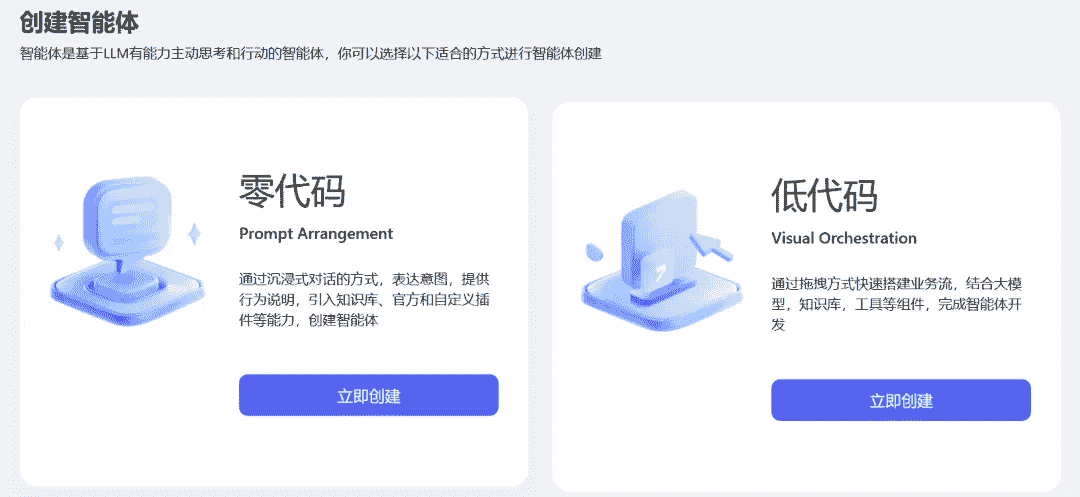 创建智能体
智能体是基于LLM有能力主动思考和行动的智能体，你可以选择以下适合的方式进行智能体创建
零代码
Prompt Arrangement
通过沉浸式对话的方式，表达意图，提供
行为说明，引入知识库、官方和自定义插
件等能力，创建智能体
立即创建
低代码
Visual Orchestration
通过拖拽方式快速搭建业务流，结合大模
型，知识库，工具等组件，完成智能体开
发
立即创建